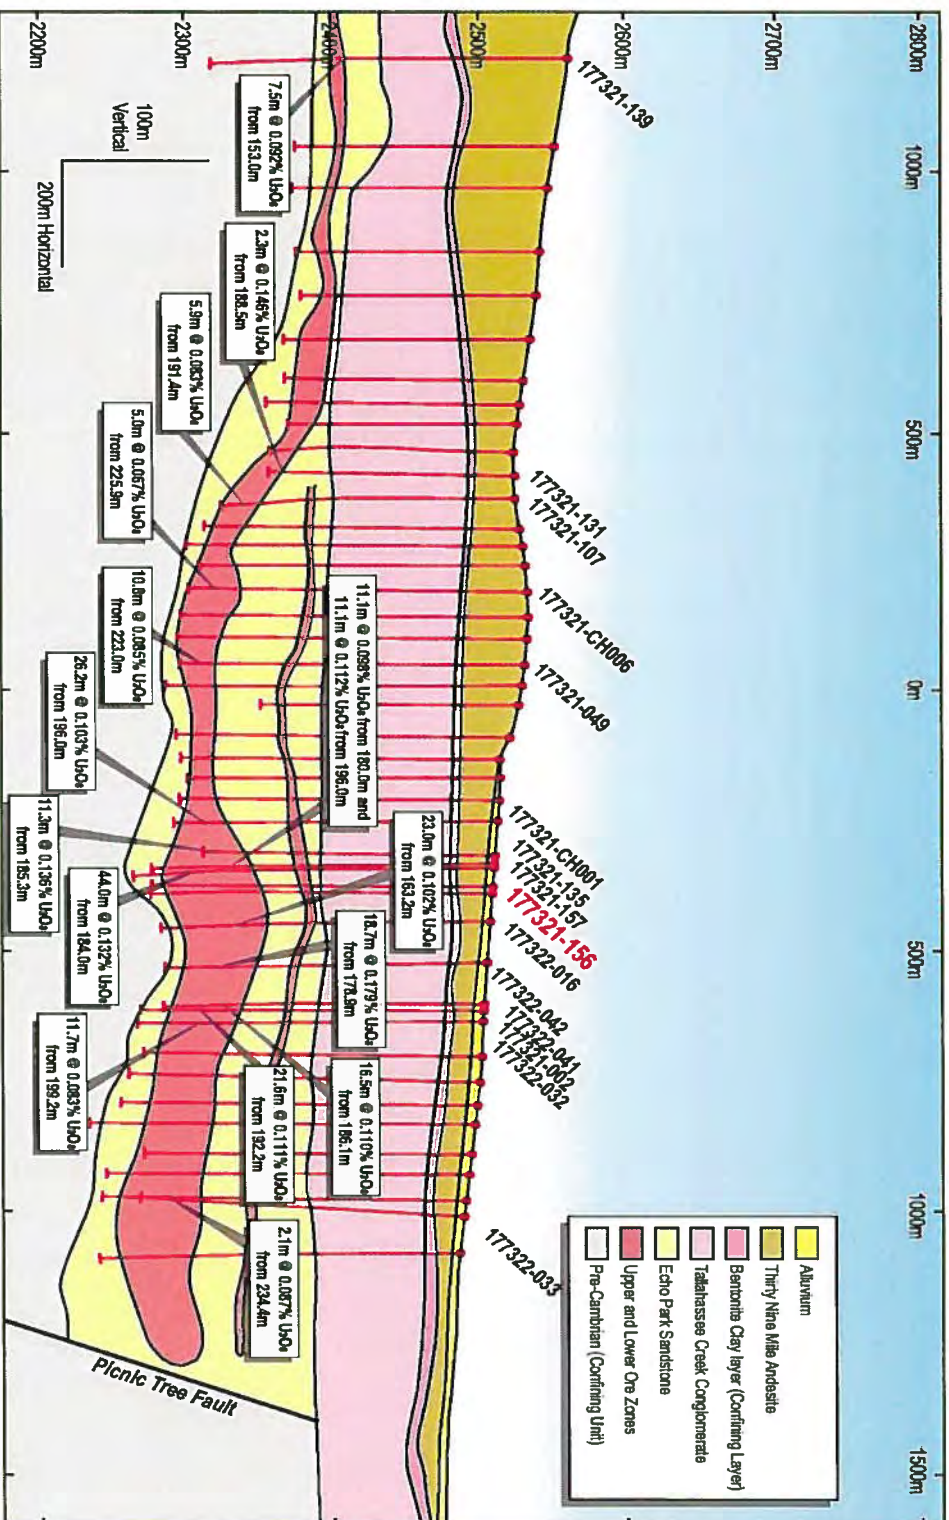 2800m
2700m
2600m
2500m
2400m
2300m
2200m
1000m
500m
0m
500m
1000m
1500m
177321-139
177321-131
177321-107
177321-CH006
177321-049
177321-CH001
177321-135
177321-157
177321-156
177322-016
177322-042
177322-041
177321-002
177322-032
177322-033
Alluvium
Thirty Nine Mile Andesite
Bentonite Clay layer (Confining Layer)
Tallahassee Creek Conglomerate
Echo Park Sandstone
Upper and Lower Ore Zones
Pre-Cambrian (Confining Unit)
7.5m @ 0.092% U₃O₈
from 153.0m
2.3m @ 0.146% U₃O₈
from 188.5m
5.9m @ 0.083% U₃O₈
from 191.4m
5.0m @ 0.067% U₃O₈
from 225.9m
10.8m @ 0.085% U₃O₈
from 223.0m
11.1m @ 0.098% U₃O₈ from 180.0m and
11.1m @ 0.112% U₃O₈ from 196.0m
26.2m @ 0.103% U₃O₈
from 196.0m
11.3m @ 0.136% U₃O₈
from 185.3m
44.0m @ 0.132% U₃O₈
from 184.0m
23.0m @ 0.102% U₃O₈
from 163.2m
18.7m @ 0.179% U₃O₈
from 178.9m
16.5m @ 0.110% U₃O₈
from 186.1m
21.6m @ 0.111% U₃O₈
from 192.2m
11.7m @ 0.083% U₃O₈
from 199.2m
2.1m @ 0.087% U₃O₈
from 234.4m
100m
Vertical
200m Horizontal
Picnic Tree Fault